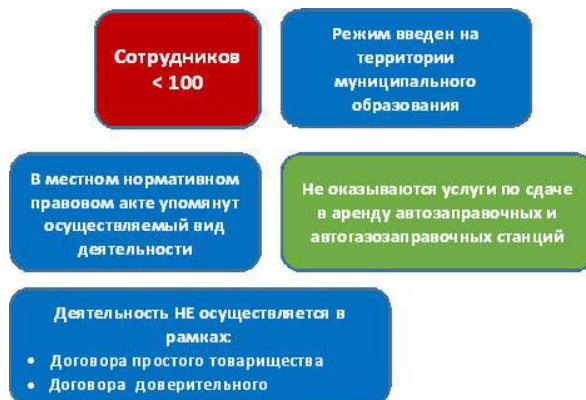 Сотрудников
< 100
Режим введен на
территории
муниципального
образования
В местном нормативном
правовом акте упомянут
осуществляемый вид
деятельности
Не оказываются услуги по сдаче
в аренду автозаправочных и
автогазозаправочных станций
Деятельность НЕ осуществляется в
рамках:
• Договора простого товарищества
• Договора доверительного